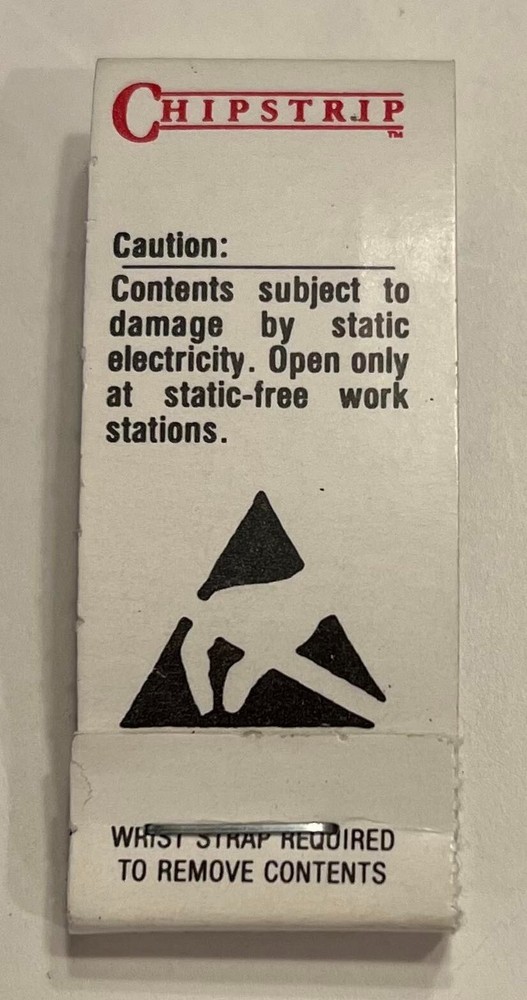 CHIPSTRIP
™
Caution:
Contents subject to
damage by static
electricity. Open only
at static-free work
stations.
WRIST STRAP REQUIRED
TO REMOVE CONTENTS